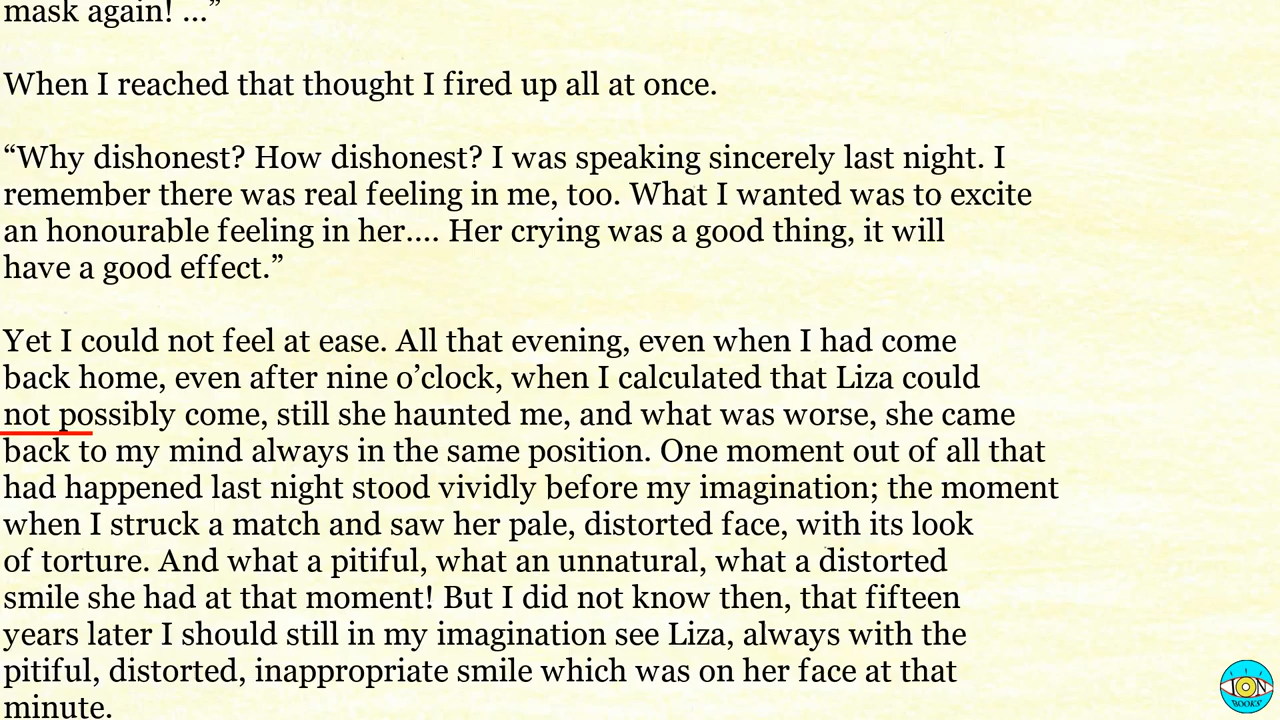 mask again! ...”
When I reached that thought I fired up all at once.
“Why dishonest? How dishonest? I was speaking sincerely last night. I
remember there was real feeling in me, too. What I wanted was to excite
an honourable feeling in her.... Her crying was a good thing, it will
have a good effect.”
Yet I could not feel at ease. All that evening, even when I had come
back home, even after nine o’clock, when I calculated that Liza could
not possibly come, still she haunted me, and what was worse, she came
back to my mind always in the same position. One moment out of all that
had happened last night stood vividly before my imagination; the moment
when I struck a match and saw her pale, distorted face, with its look
of torture. And what a pitiful, what an unnatural, what a distorted
smile she had at that moment! But I did not know then, that fifteen
years later I should still in my imagination see Liza, always with the
pitiful, distorted, inappropriate smile which was on her face at that
minute.
ION
BOOKS